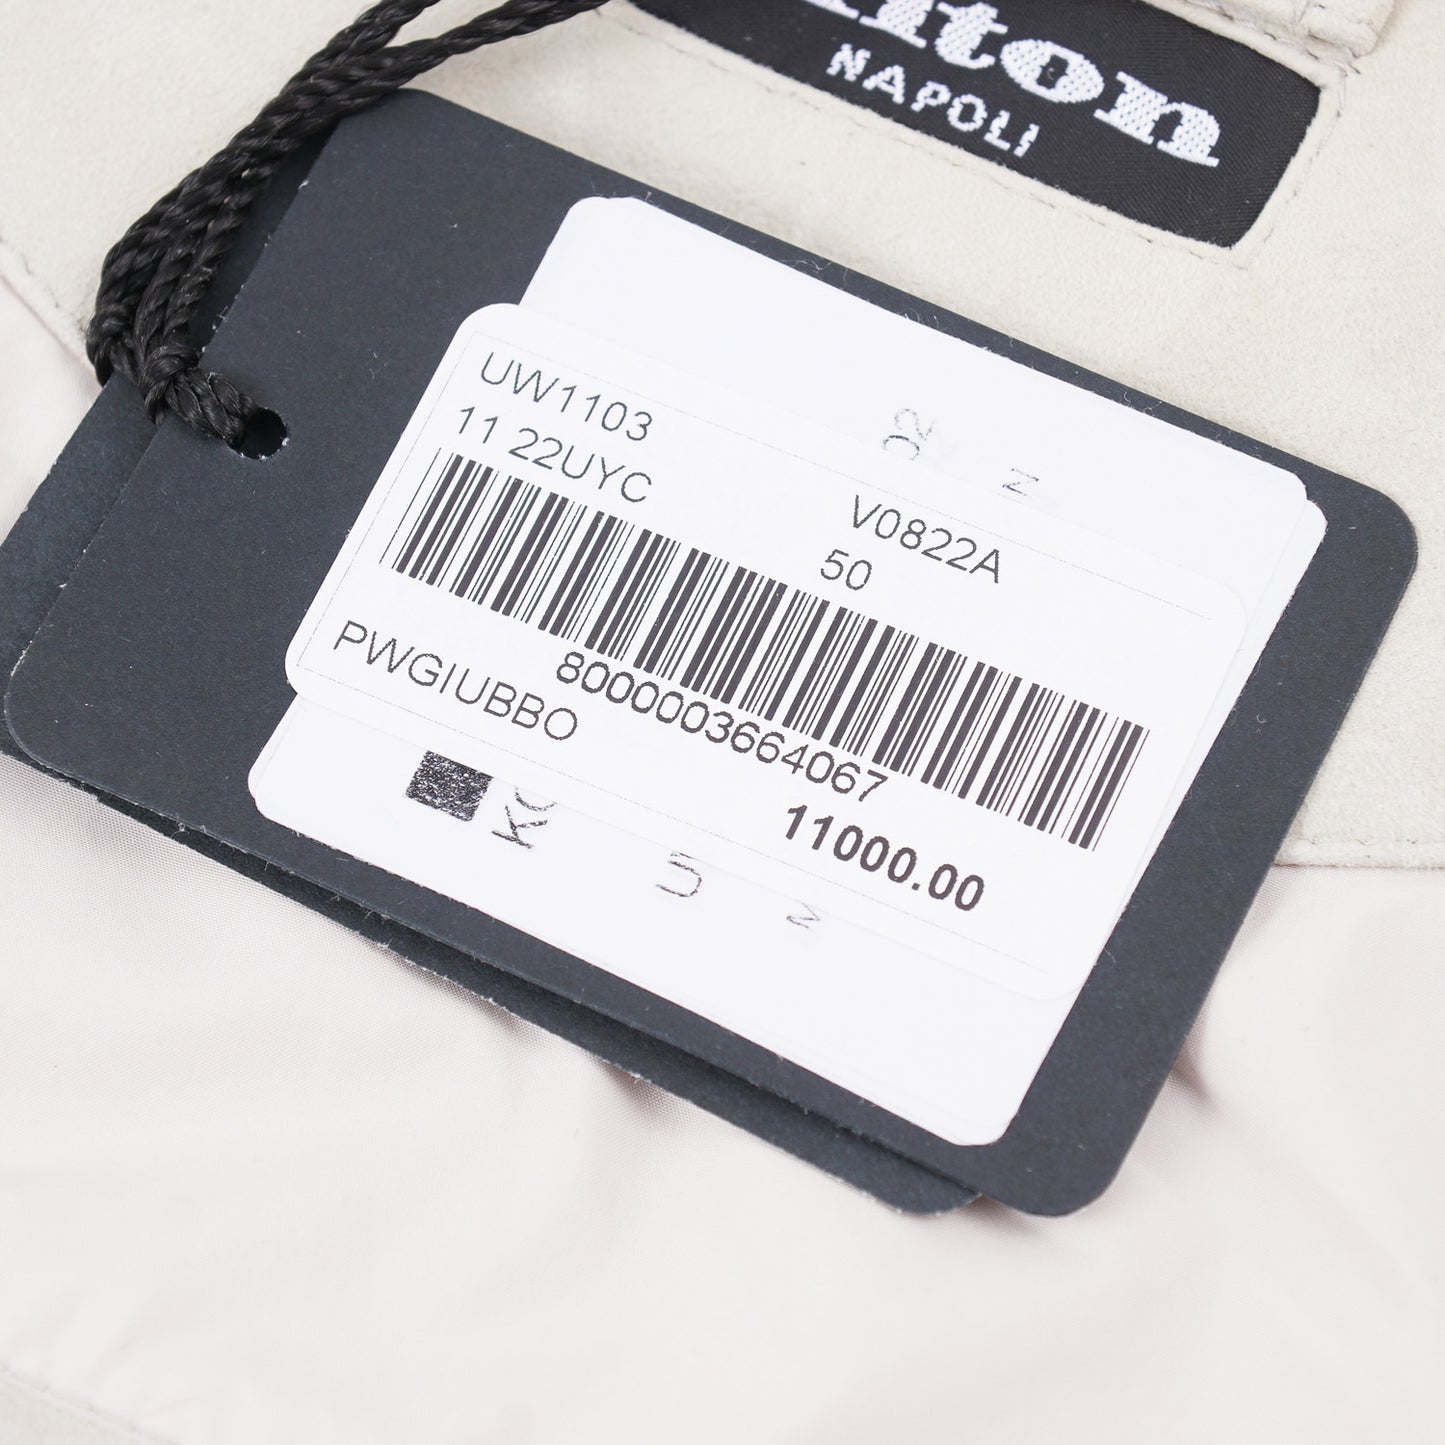 NAPOLI
UW1103 V0822A
11 22UYC 50
8000003664067
PWGIUBBO
11000.00